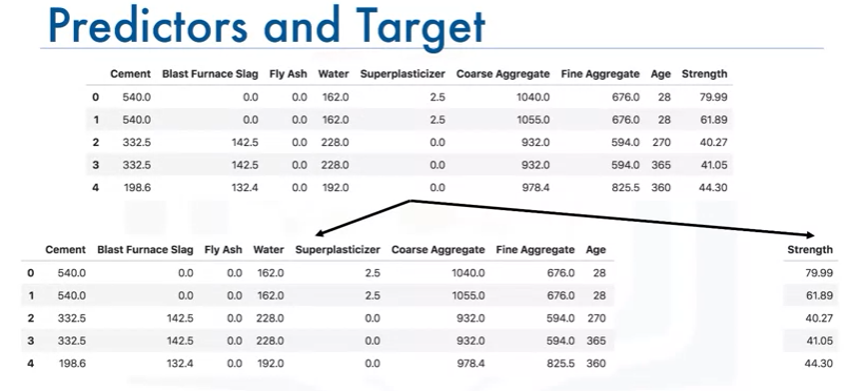 Predictors and Target
Cement Blast Furnace Slag Fly Ash Water Superplasticizer Coarse Aggregate Fine Aggregate Age Strength
0 540.0 0.0 0.0 162.0 2.5 1040.0 676.0 28 79.99
1 540.0 0.0 0.0 162.0 2.5 1055.0 676.0 28 61.89
2 332.5 142.5 0.0 228.0 0.0 932.0 594.0 270 40.27
3 332.5 142.5 0.0 228.0 0.0 932.0 594.0 365 41.05
4 198.6 132.4 0.0 192.0 0.0 978.4 825.5 360 44.30
Cement Blast Furnace Slag Fly Ash Water Superplasticizer Coarse Aggregate Fine Aggregate Age Strength
0 540.0 0.0 0.0 162.0 2.5 1040.0 676.0 28 79.99
1 540.0 0.0 0.0 162.0 2.5 1055.0 676.0 28 61.89
2 332.5 142.5 0.0 228.0 0.0 932.0 594.0 270 40.27
3 332.5 142.5 0.0 228.0 0.0 932.0 594.0 365 41.05
4 198.6 132.4 0.0 192.0 0.0 978.4 825.5 360 44.30